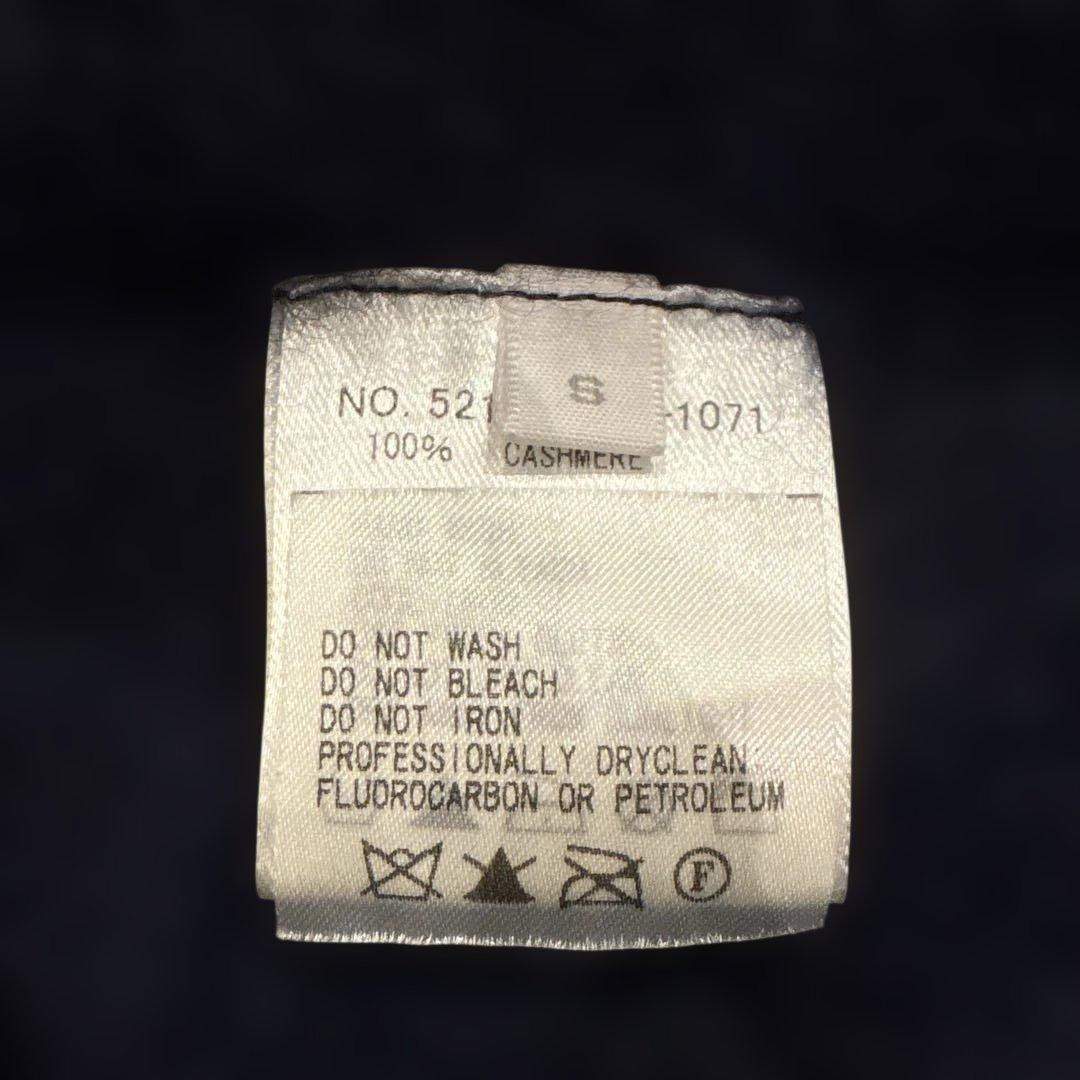 S
NO. 521 -1071
100% CASHMERE
DO NOT WASH
DO NOT BLEACH
DO NOT IRON
PROFESSIONALLY DRYCLEAN:
FLUOROCARBON OR PETROLEUM
F